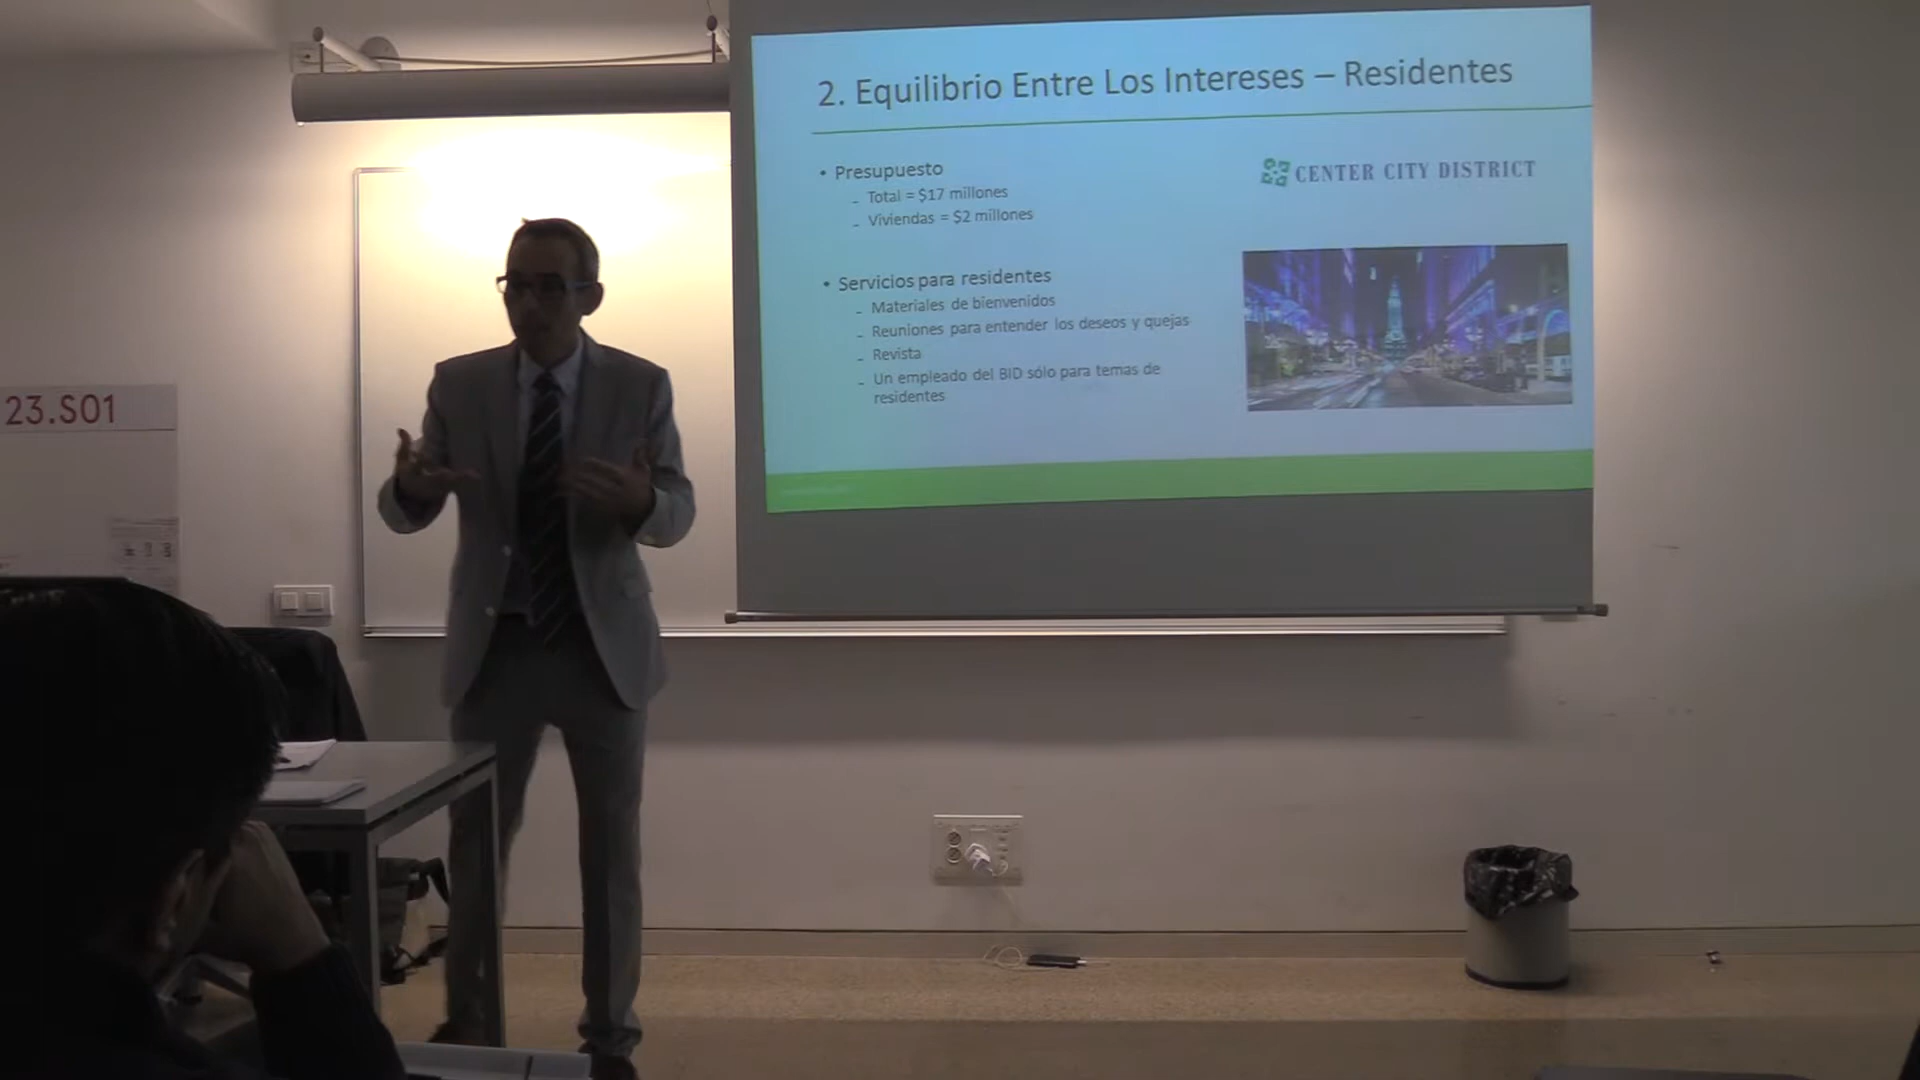 2. Equilibrio Entre Los Intereses – Residentes
• Presupuesto
– Total = $17 millones
– Viviendas = $2 millones
• Servicios para residentes
– Materiales de bienvenidos
– Reuniones para entender los deseos y quejas
– Revista
– Un empleado del BID sólo para temas de
residentes
CENTER CITY DISTRICT
23.S01